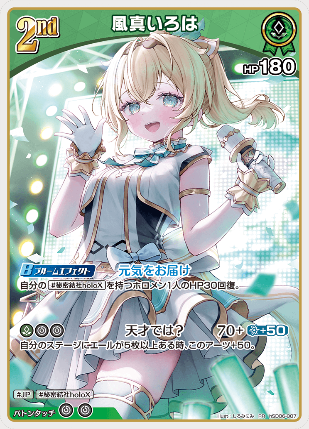 2nd 風真いろは
HP180
Bブルームエフェクト 元気をお届け
自分の#秘密結社holoXを持つホロメン1人のHP30回復。
天才では? 70+ +50
自分のステージにエールが5枚以上ある時、このアーツ+50。
#JP #秘密結社holoX
バトンタッチ
hSD06-007